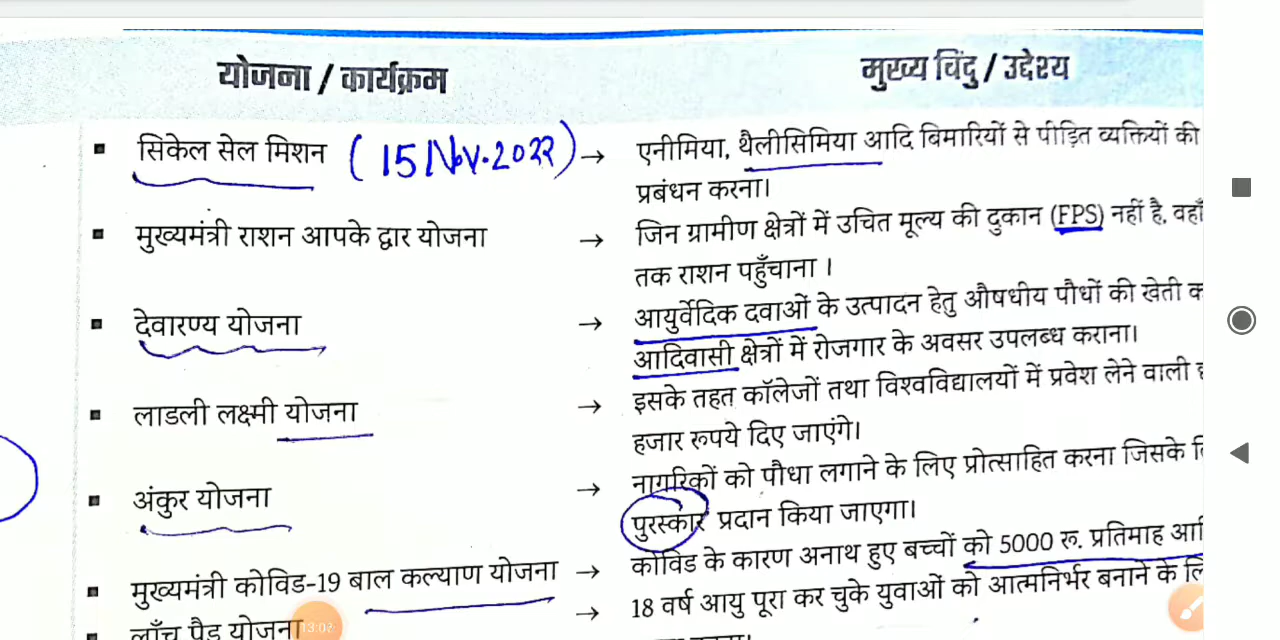 योजना / कार्यक्रम
मुख्य बिंदु / उद्देश्य
सिकेल सेल मिशन (15 Nov. 2022) → एनीमिया, थैलीसिमिया आदि बिमारियों से पीड़ित व्यक्तियों की
प्रबंधन करना।
मुख्यमंत्री राशन आपके द्वार योजना → जिन ग्रामीण क्षेत्रों में उचित मूल्य की दुकान (FPS) नहीं है, वहाँ
तक राशन पहुँचाना ।
देवारण्य योजना → आयुर्वेदिक दवाओं के उत्पादन हेतु औषधीय पौधों की खेती
आदिवासी क्षेत्रों में रोजगार के अवसर उपलब्ध कराना।
लाडली लक्ष्मी योजना → इसके तहत कॉलेजों तथा विश्वविद्यालयों में प्रवेश लेने वाली
हजार रूपये दिए जाएंगे।
अंकुर योजना → नागरिकों को पौधा लगाने के लिए प्रोत्साहित करना जिसके
पुरस्कार प्रदान किया जाएगा।
मुख्यमंत्री कोविड-19 बाल कल्याण योजना → कोविड के कारण अनाथ हुए बच्चों को 5000 रू. प्रतिमाह
लाँच पैड योजना → 18 वर्ष आयु पूरा कर चुके युवाओं को आत्मनिर्भर बनाने के
13:02